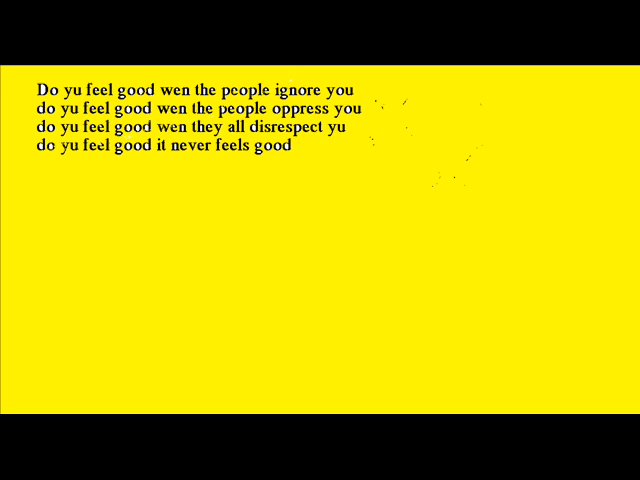 Do yu feel good wen the people ignore you
do yu feel good wen the people oppress you
do yu feel good wen they all disrespect yu
do yu feel good it never feels good